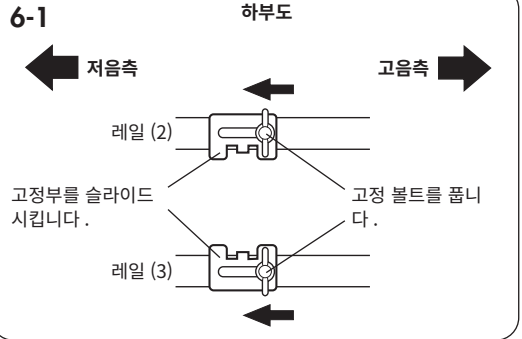 6-1
하부도
저음측
고음측
레일 (2)
고정부를 슬라이드
시킵니다 .
고정 볼트를 풉니
다 .
레일 (3)